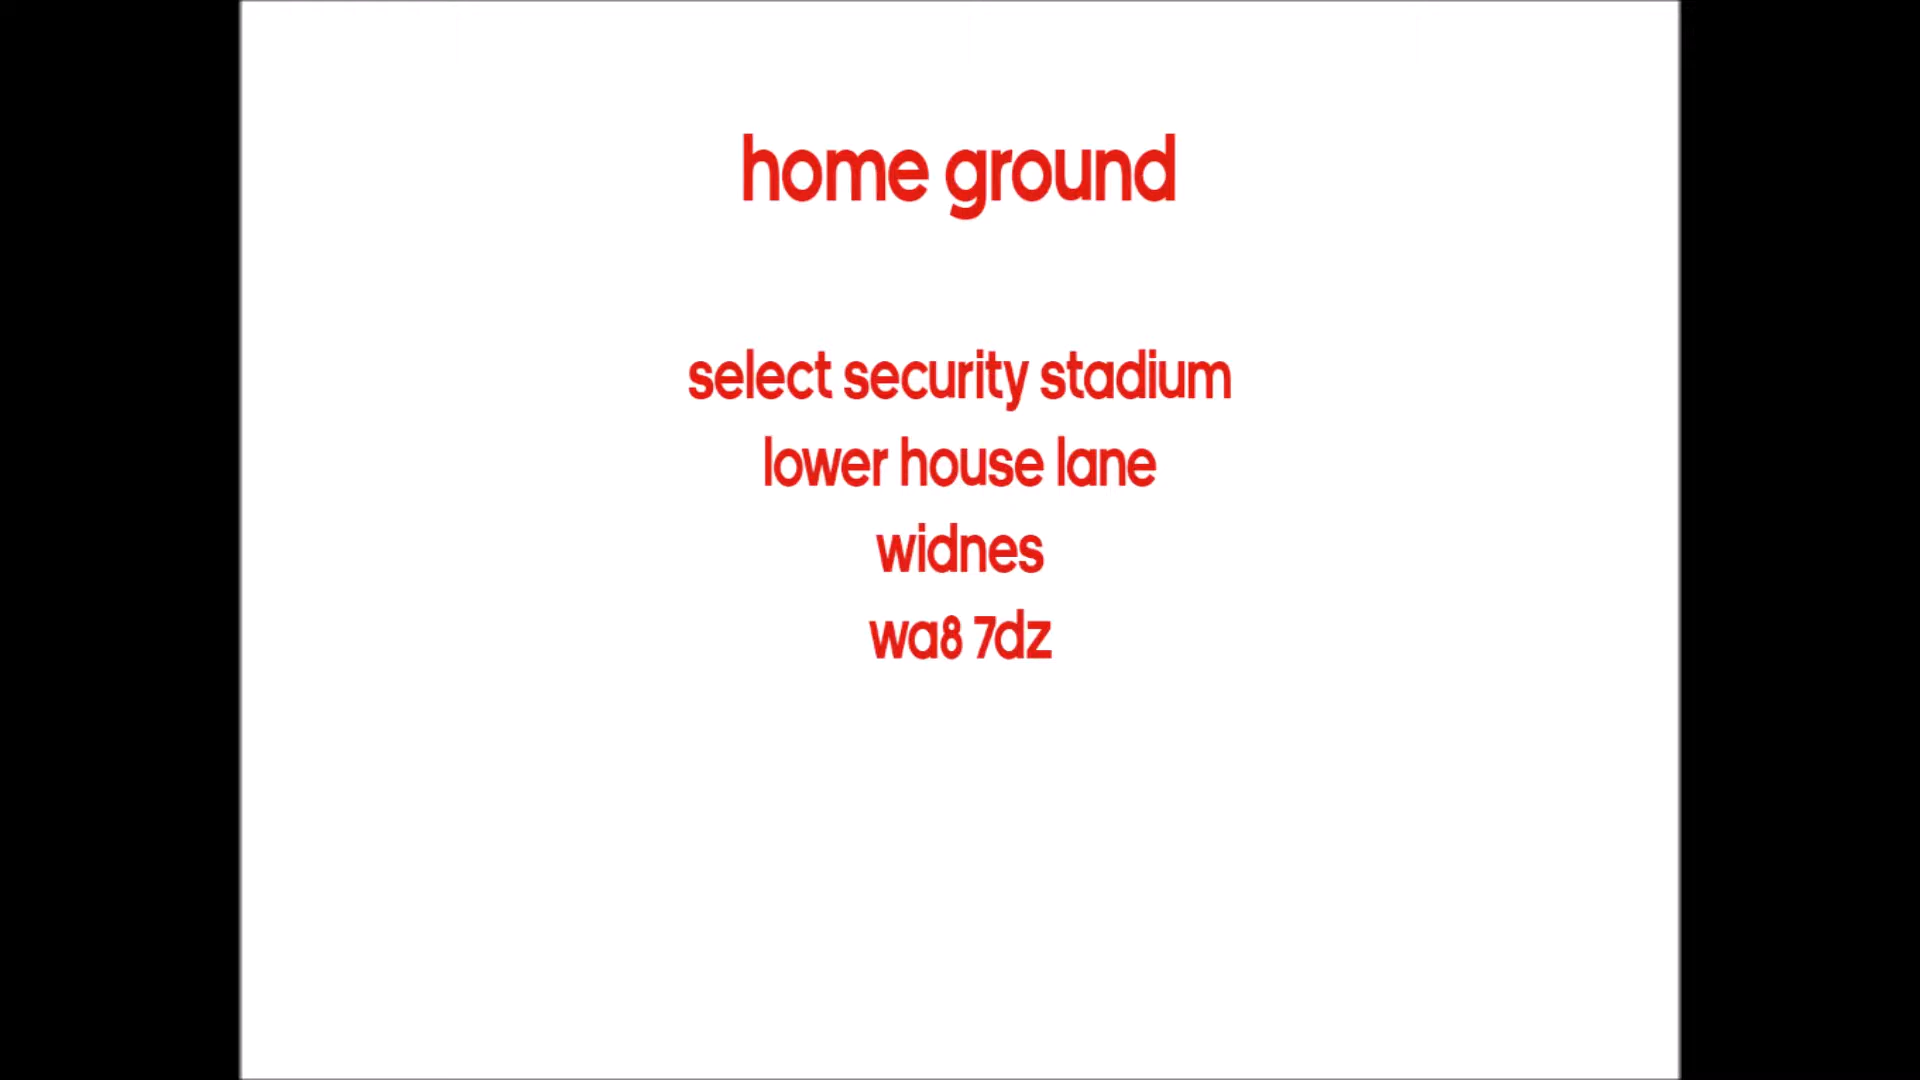 home ground
select security stadium
lower house lane
widnes
wa8 7dz